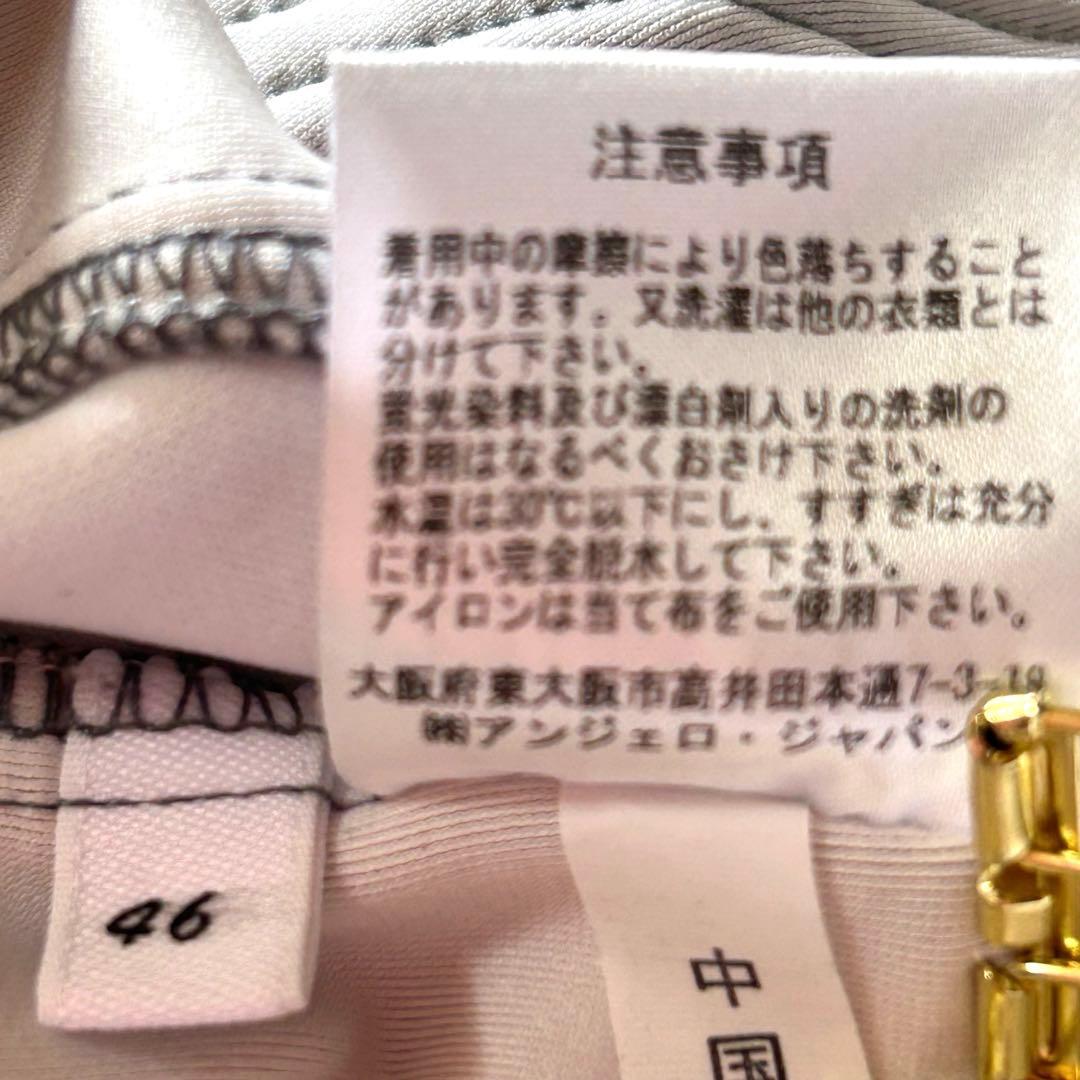 注意事項
着用中の摩擦により色落ちすること
があります。又洗濯は他の衣類とは
分けて下さい。
蛍光染料及び漂白剤入りの洗剤の
使用はなるべくおさけ下さい。
水温は30℃以下にし、すすぎは充分
に行い完全脱水して下さい。
アイロンは当て布をご使用下さい。
大阪府東大阪市高井田本通7-3-19
㈱アンジェロ・ジャパン
46
中国